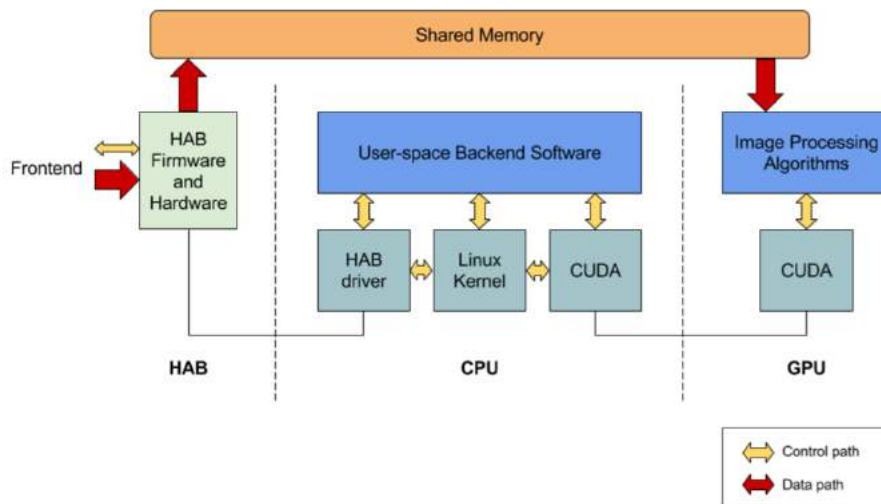 Shared Memory
Frontend
HAB
Firmware
and
Hardware
User-space Backend Software
Image Processing
Algorithms
HAB
driver
Linux
Kernel
CUDA
CUDA
HAB
CPU
GPU
Control path
Data path